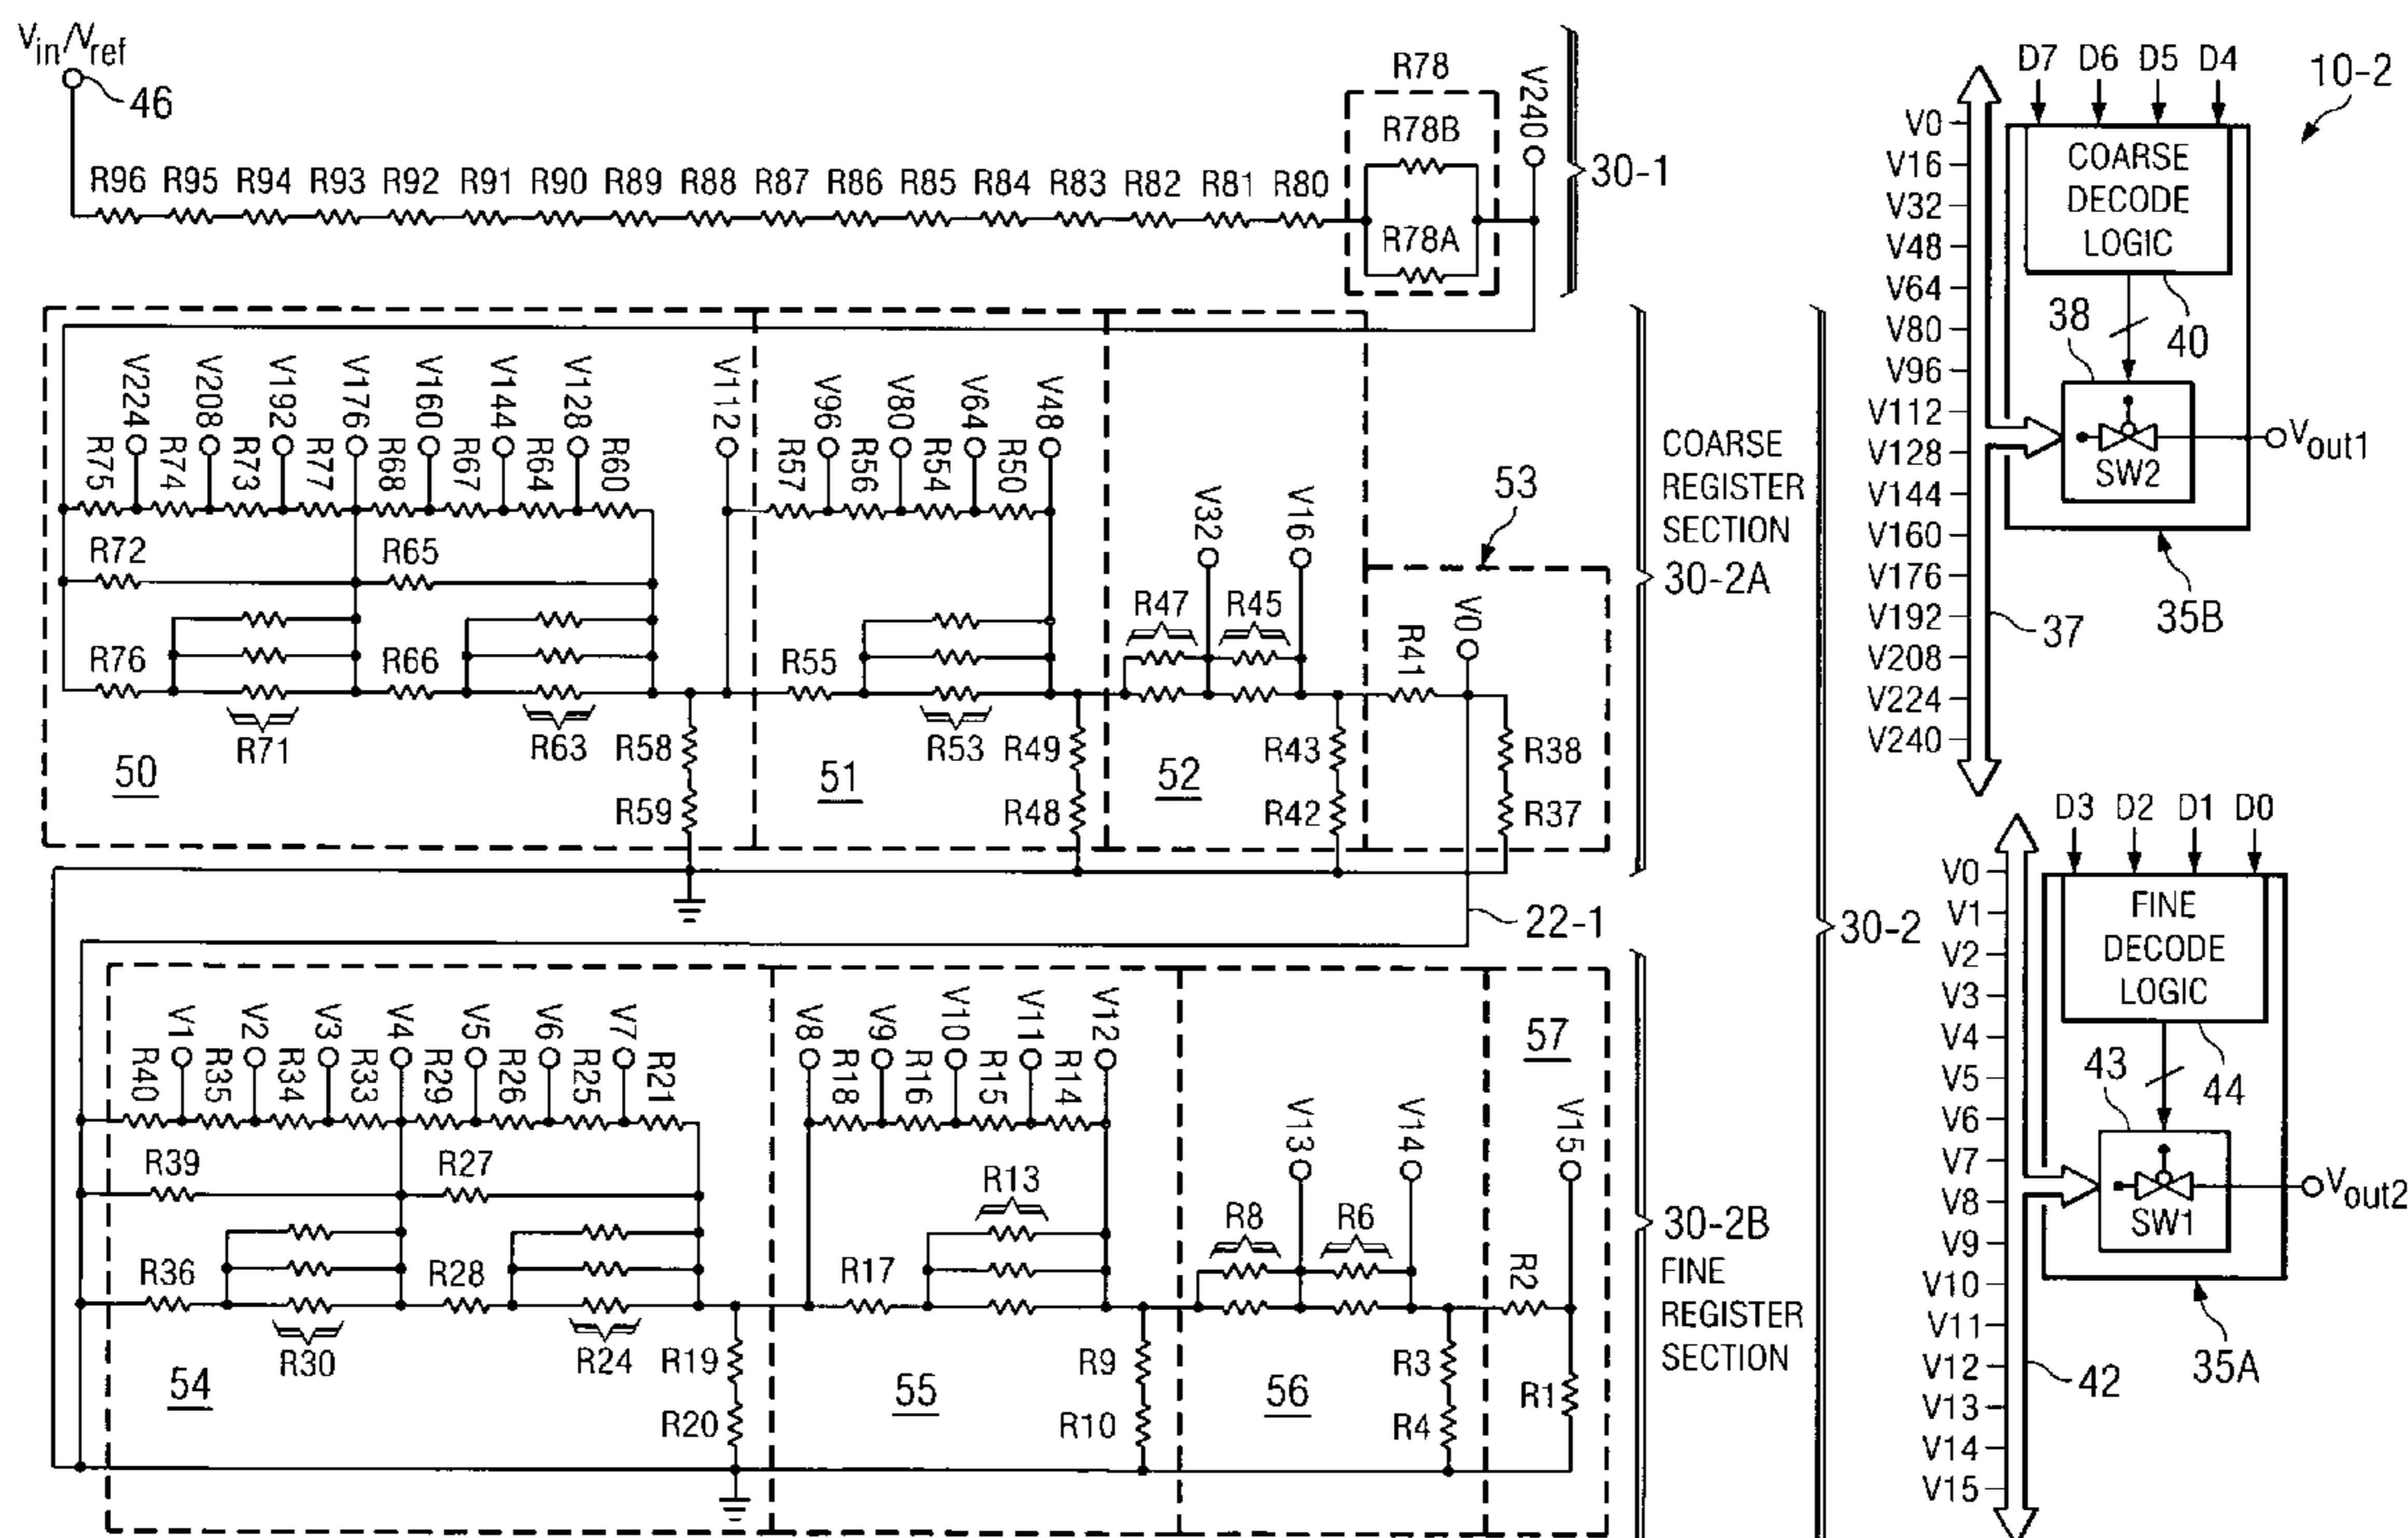 Vin/Vref
46
R96 R95 R94 R93 R92 R91 R90 R89 R88 R87 R86 R85 R84 R83 R82 R81 R80
R78
R78B
R78A
V240
30-1
V224 V208 V192 V176 V160 V144 V128 V112 V96 V80 V64 V48
R75 R74 R73 R77 R68 R67 R64 R60 R57 R56 R54 R50
V32 V16
53
R72 R65
R47 R45
V0
R41
R76 R66 R55
R71 R63 R58 R53 R49 R43 R38
R59 R48 R42 R37
50 51 52
COARSE
REGISTER
SECTION
30-2A
22-1
30-2
V1 V2 V3 V4 V5 V6 V7 V8 V9 V10 V11 V12
R40 R35 R34 R33 R29 R26 R25 R21 R18 R16 R15 R14
57
V13 V14 V15
R39 R27 R13
R8 R6
R36 R28 R17 R2
R30 R24 R19 R9 R3 R1
R20 R10 R4
54 55 56
30-2B
FINE
REGISTER
SECTION
D7 D6 D5 D4
10-2
COARSE
DECODE
LOGIC
38
40
SW2
Vout1
35B
37
V0
V16
V32
V48
V64
V80
V96
V112
V128
V144
V160
V176
V192
V208
V224
V240
D3 D2 D1 D0
FINE
DECODE
LOGIC
43
44
SW1
Vout2
35A
42
V0
V1
V2
V3
V4
V5
V6
V7
V8
V9
V10
V11
V12
V13
V14
V15